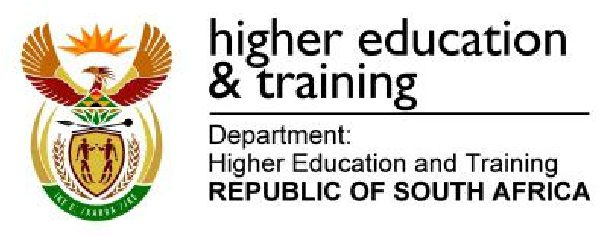 higher education
& training
Department:
Higher Education and Training
REPUBLIC OF SOUTH AFRICA